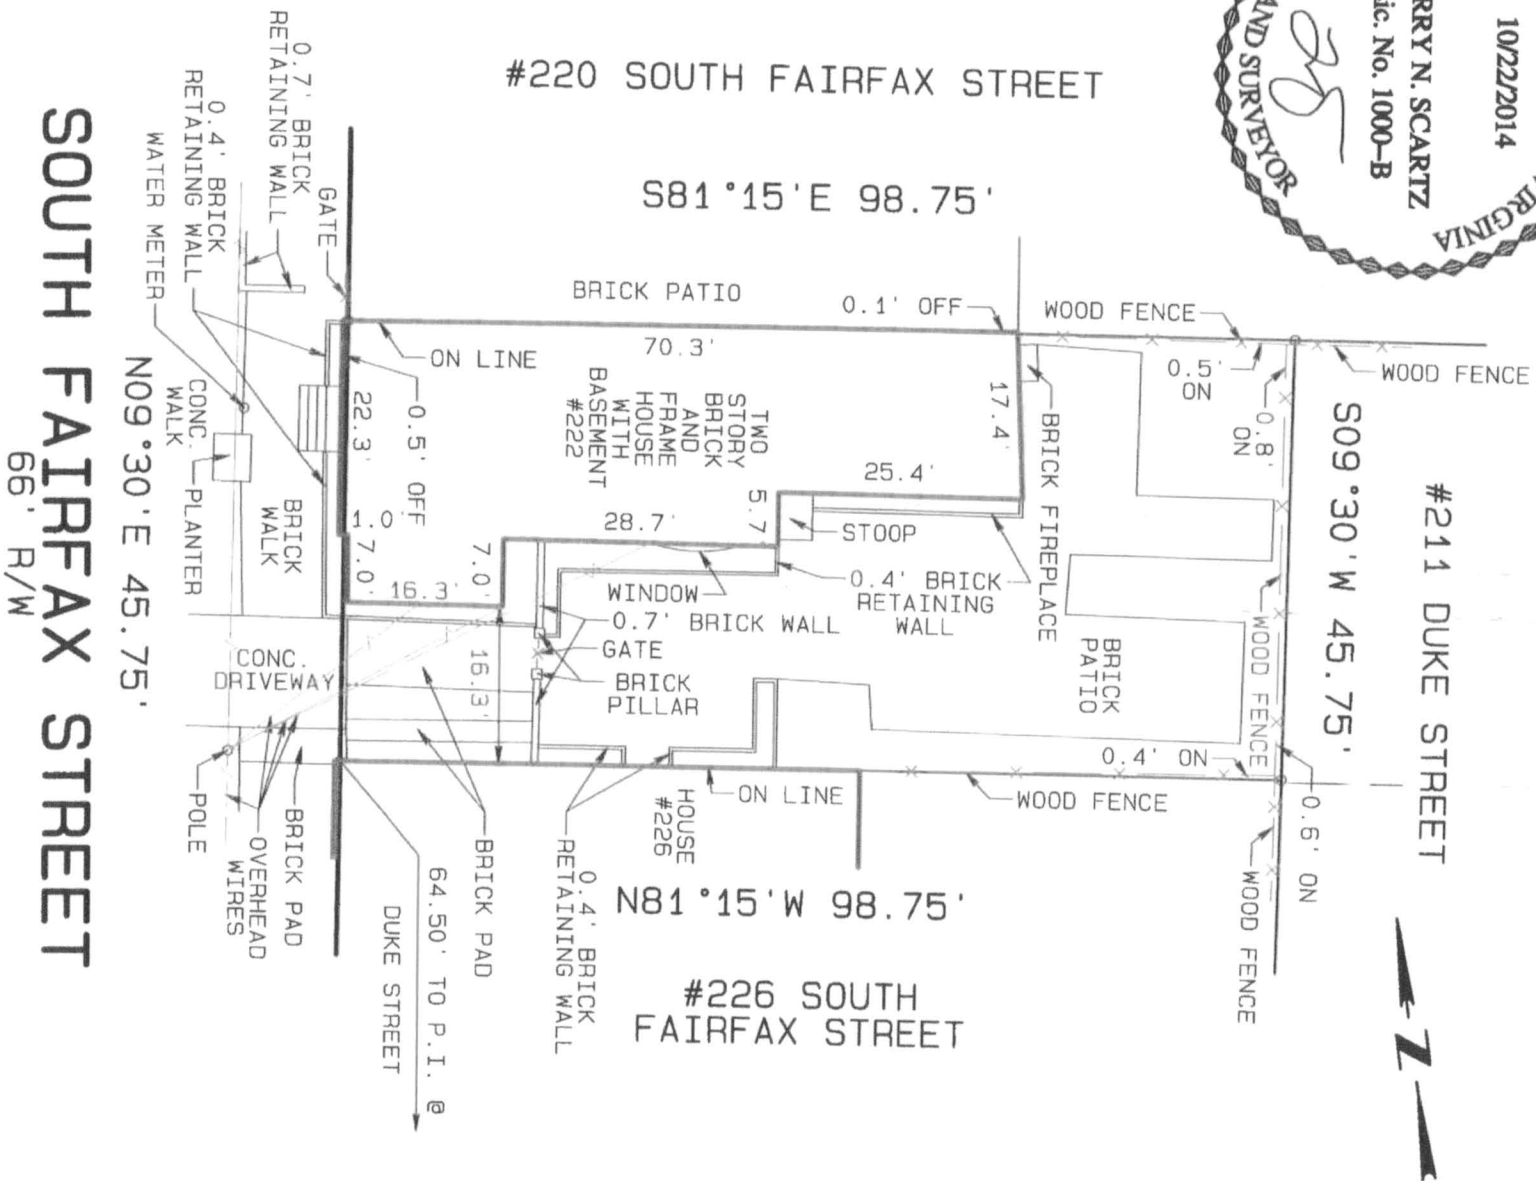 10/22/2014
RRY N. SCARTZ
ic. No. 1000-B
AND SURVEYOR
VIRGINIA
#220 SOUTH FAIRFAX STREET
S81°15'E 98.75'
0.7' BRICK
RETAINING WALL
0.4' BRICK
RETAINING WALL
WATER METER
GATE
BRICK PATIO
0.1' OFF
WOOD FENCE
WOOD FENCE
ON LINE
70.3'
0.5'
ON
0.8'
ON
17.4'
BRICK FIREPLACE
TWO
STORY
BRICK
AND
FRAME
HOUSE
WITH
BASEMENT
#222
22.3'
0.5' OFF
25.4'
5.7'
28.7'
STOOP
1.0'
7.0'
16.3'
7.0'
WINDOW
0.4' BRICK
RETAINING
WALL
0.7' BRICK WALL
GATE
BRICK
PILLAR
16.3'
BRICK
PATIO
WOOD FENCE
S09°30'W 45.75'
#211 DUKE STREET
CONC.
WALK
PLANTER
BRICK
WALK
N09°30'E 45.75'
SOUTH FAIRFAX STREET
66' R/W
CONC.
DRIVEWAY
POLE
OVERHEAD
WIRES
BRICK PAD
BRICK PAD
0.4' BRICK
RETAINING WALL
HOUSE
#226
ON LINE
WOOD FENCE
0.4' ON
0.6' ON
WOOD FENCE
N81°15'W 98.75'
64.50' TO P.I. @
DUKE STREET
#226 SOUTH
FAIRFAX STREET
N